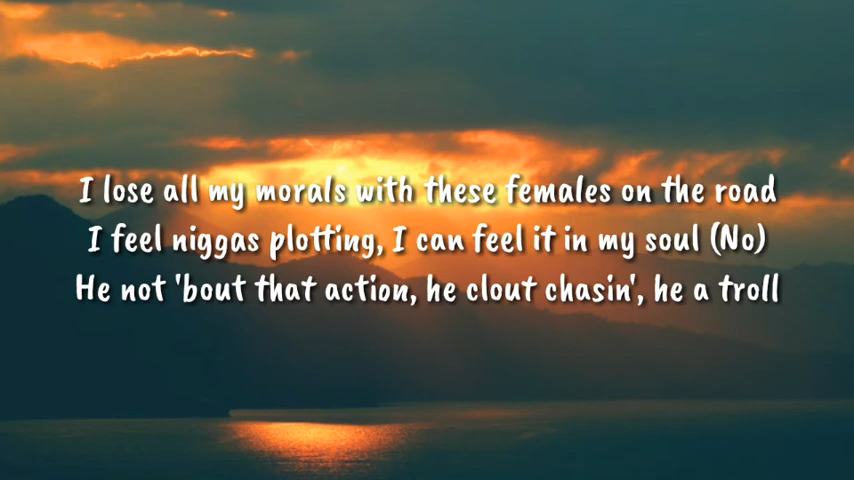 I lose all my morals with these females on the road
I feel niggas plotting, I can feel it in my soul (No)
He not 'bout that action, he clout chasin', he a troll